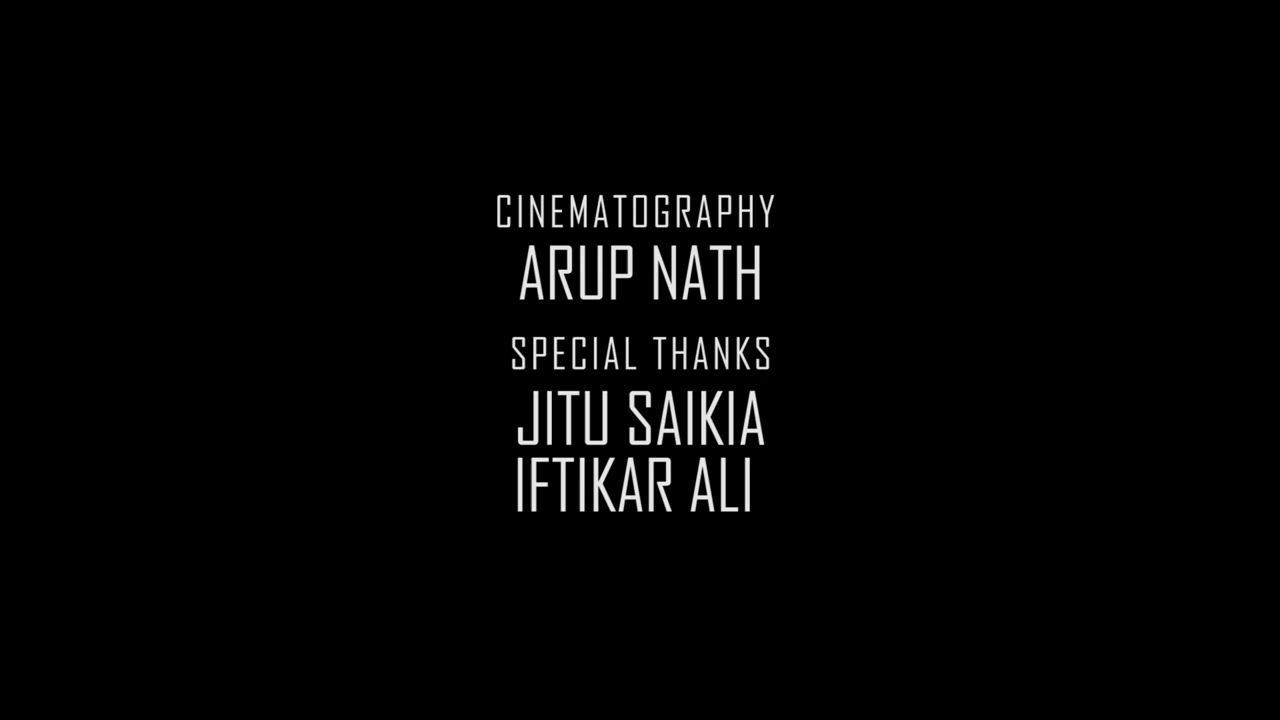 CINEMATOGRAPHY
ARUP NATH
SPECIAL THANKS
JITU SAIKIA
IFTIKAR ALI